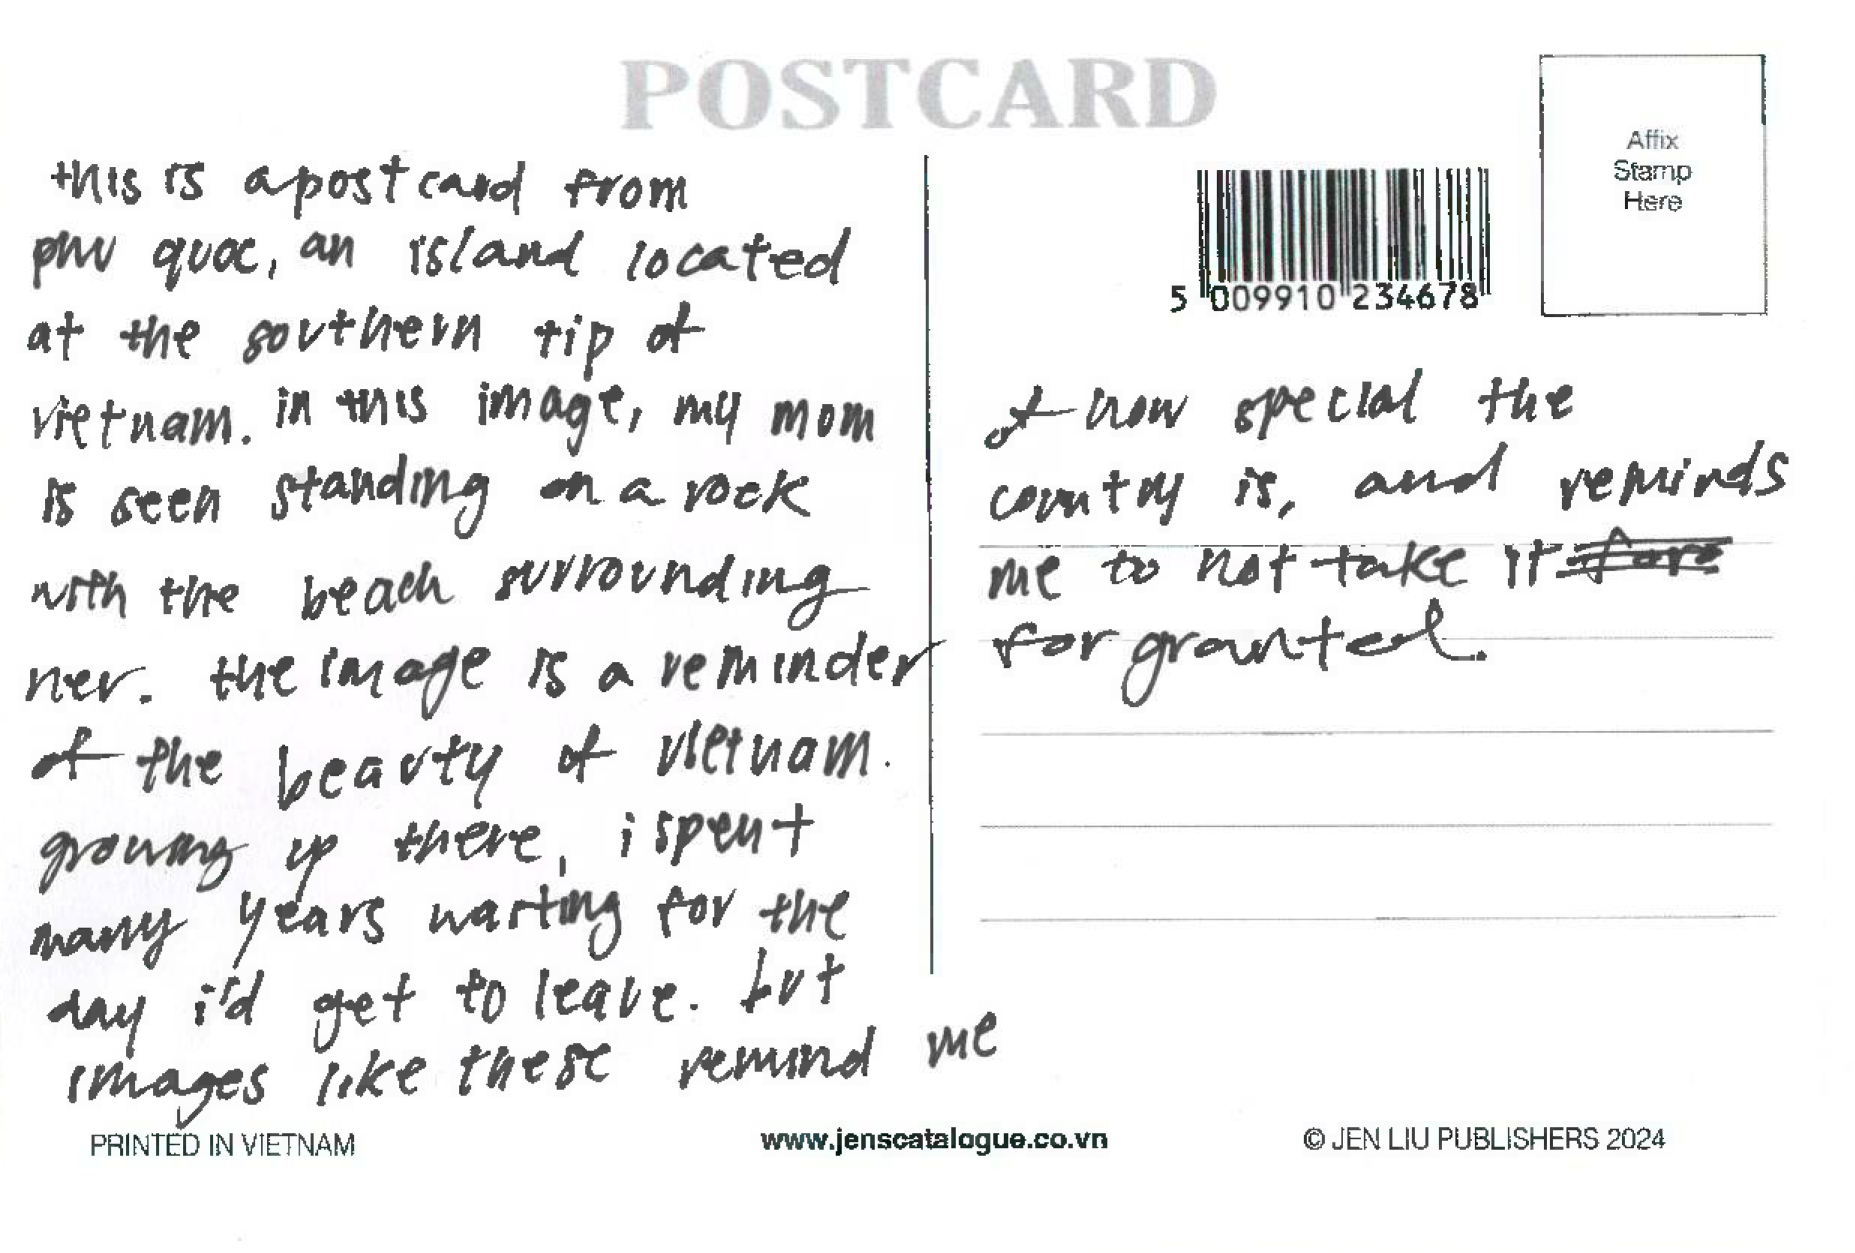 POSTCARD
Affix
Stamp
Here
5 009910 234678
this is a postcard from
phu quoc, an island located
at the southern tip of
vietnam. in this image, my mom
is seen standing on a rock
with the beach surrounding
her. the image is a reminder
of the beauty of vietnam.
growing up there, i spent
many years waiting for the
day i'd get to leave. but
images like these remind me
of how special the
country is, and reminds
me to not take it
for granted.
PRINTED IN VIETNAM
www.jenscatalogue.co.vn
© JEN LIU PUBLISHERS 2024